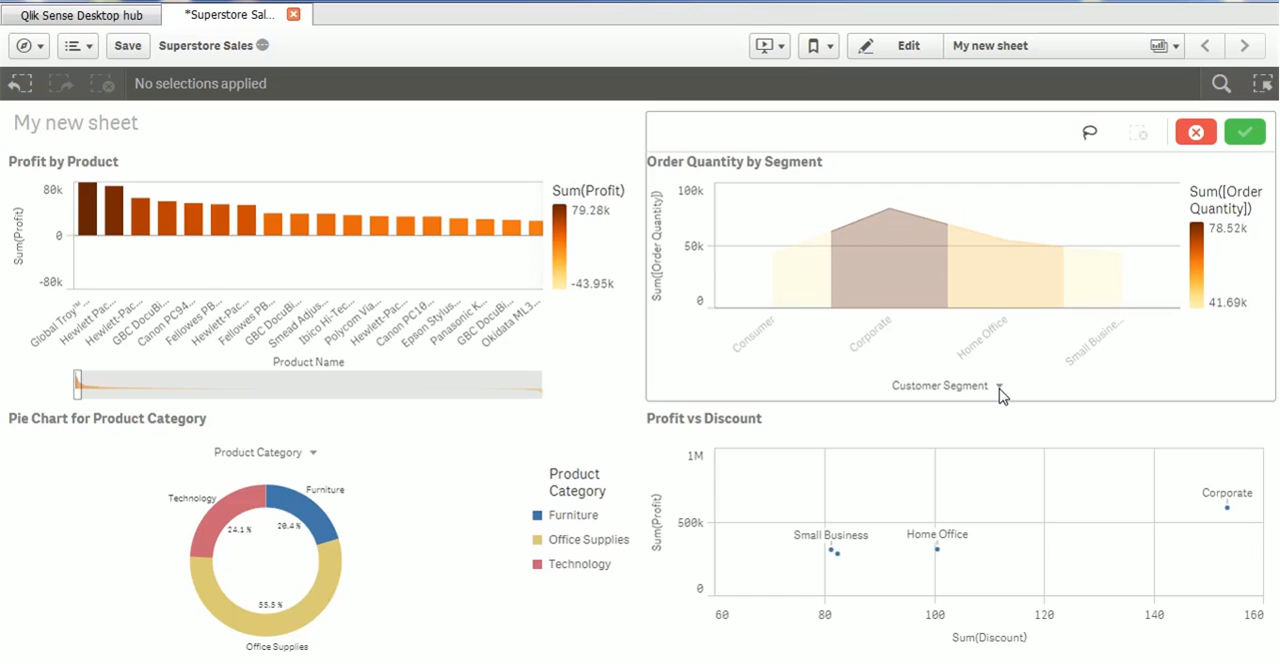 Qlik Sense Desktop hub
*Superstore Sal...
Save
Superstore Sales
Edit
My new sheet
No selections applied
My new sheet
Profit by Product
80k
0
-80k
Sum(Profit)
Sum(Profit)
79.28k
-43.95k
Global Troy™...
Hewlett Pac...
Hewlett-Pac...
GBC DocuBi...
Canon PC94...
Fellowes PB...
Hewlett-Pac...
Fellowes PB...
GBC DocuBi...
Smead Adjus...
Ibico Hi-Tec...
Polycom Via...
Hewlett-Pac...
Canon PC10...
Epson Stylus...
Panasonic K...
GBC DocuBi...
Okidata ML3...
Product Name
Order Quantity by Segment
100k
50k
0
Sum([Order Quantity])
Sum([Order
Quantity])
78.52k
41.69k
Consumer
Corporate
Home Office
Small Busine...
Customer Segment
Pie Chart for Product Category
Product Category
Technology
Furniture
24.1 %
20.4 %
55.5 %
Office Supplies
Product
Category
Furniture
Office Supplies
Technology
Profit vs Discount
1M
500k
0
Sum(Profit)
Corporate
Small Business
Home Office
60
80
100
120
140
160
Sum(Discount)